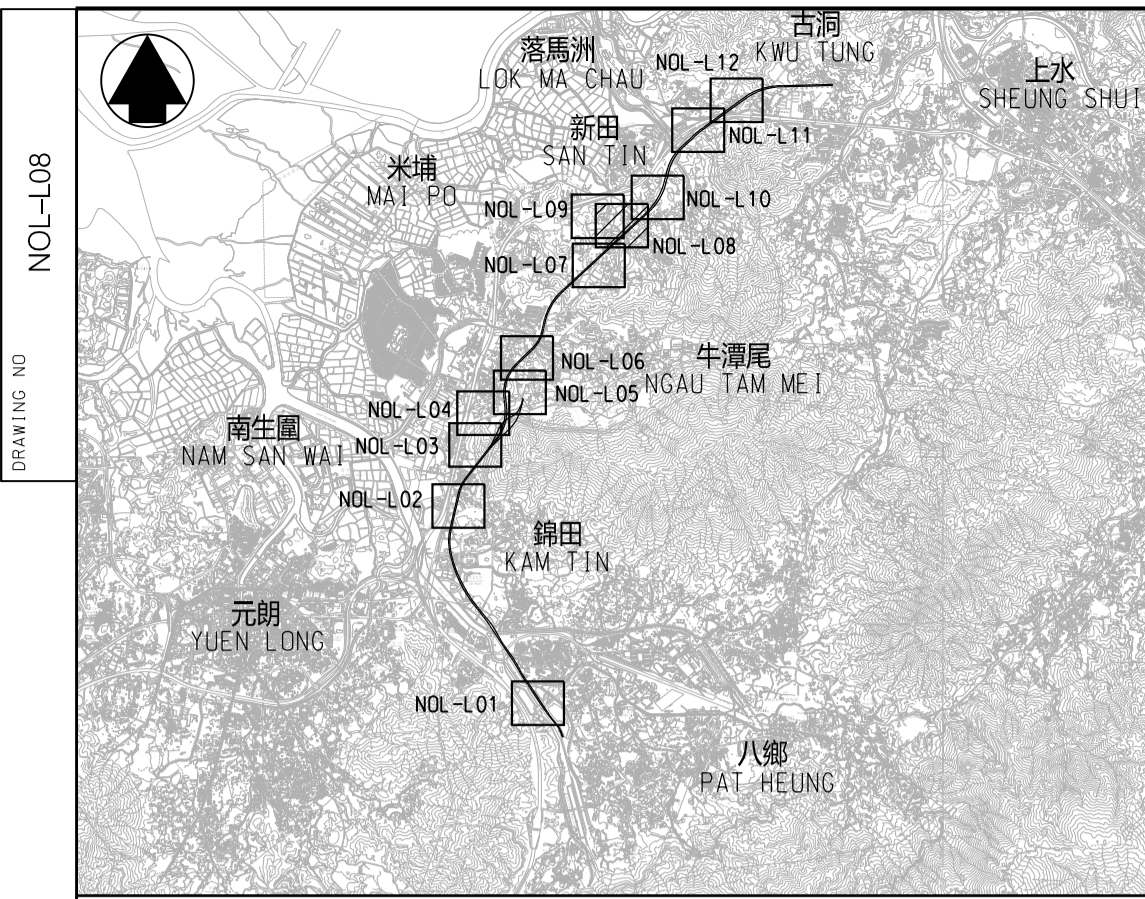 NOL-L08
DRAWING NO
古洞
KWU TUNG
落馬洲
LOK MA CHAU
NOL-L12
上水
SHEUNG SHUI
新田
SAN TIN
NOL-L11
米埔
MAI PO
NOL-L10
NOL-L09
NOL-L08
NOL-L07
NOL-L06
牛潭尾
NGAU TAM MEI
NOL-L05
NOL-L04
南生圍
NAM SAN WAI
NOL-L03
NOL-L02
錦田
KAM TIN
元朗
YUEN LONG
NOL-L01
八鄉
PAT HEUNG